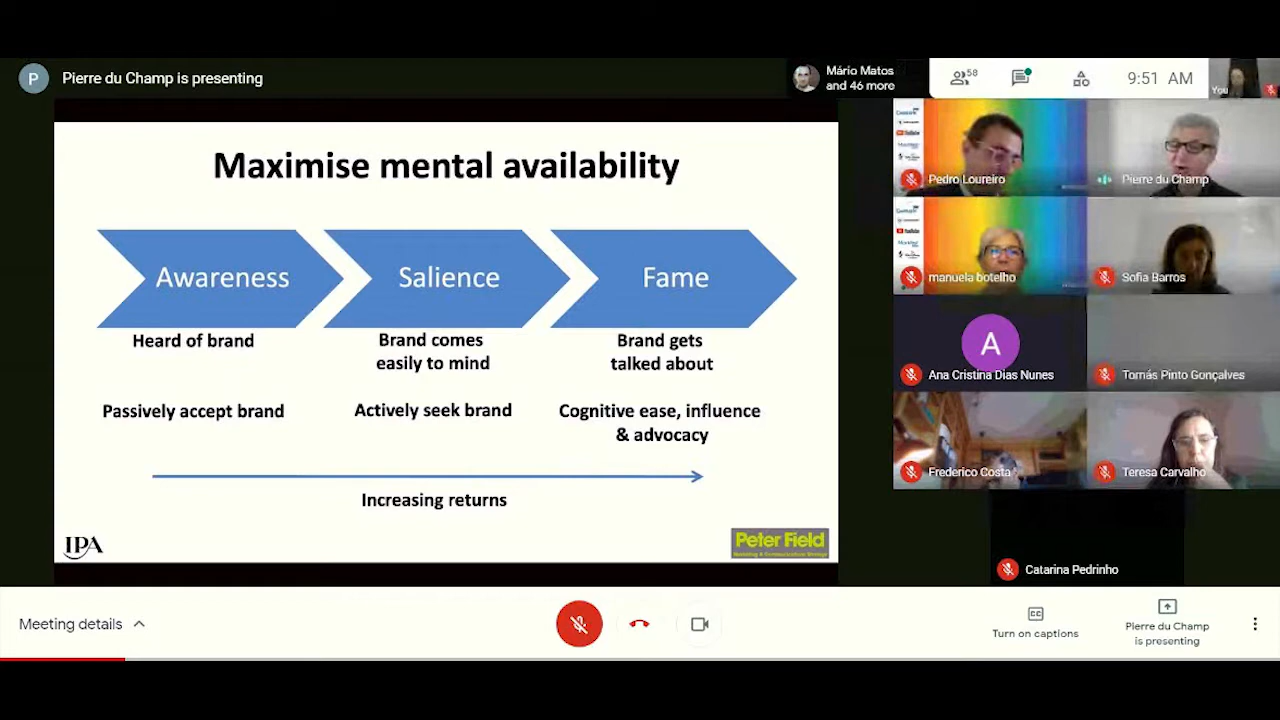 P
Pierre du Champ is presenting
Mário Matos
and 46 more
58
9:51 AM
You
Maximise mental availability
Awareness
Salience
Fame
Heard of brand
Brand comes
easily to mind
Brand gets
talked about
Passively accept brand
Actively seek brand
Cognitive ease, influence
& advocacy
Increasing returns
IPA
Peter Field
Pedro Loureiro
Pierre du Champ
manuela botelho
Sofia Barros
A
Ana Cristina Dias Nunes
Tomás Pinto Gonçalves
Frederico Costa
Teresa Carvalho
Catarina Pedrinho
Meeting details
CC
Turn on captions
Pierre du Champ
is presenting